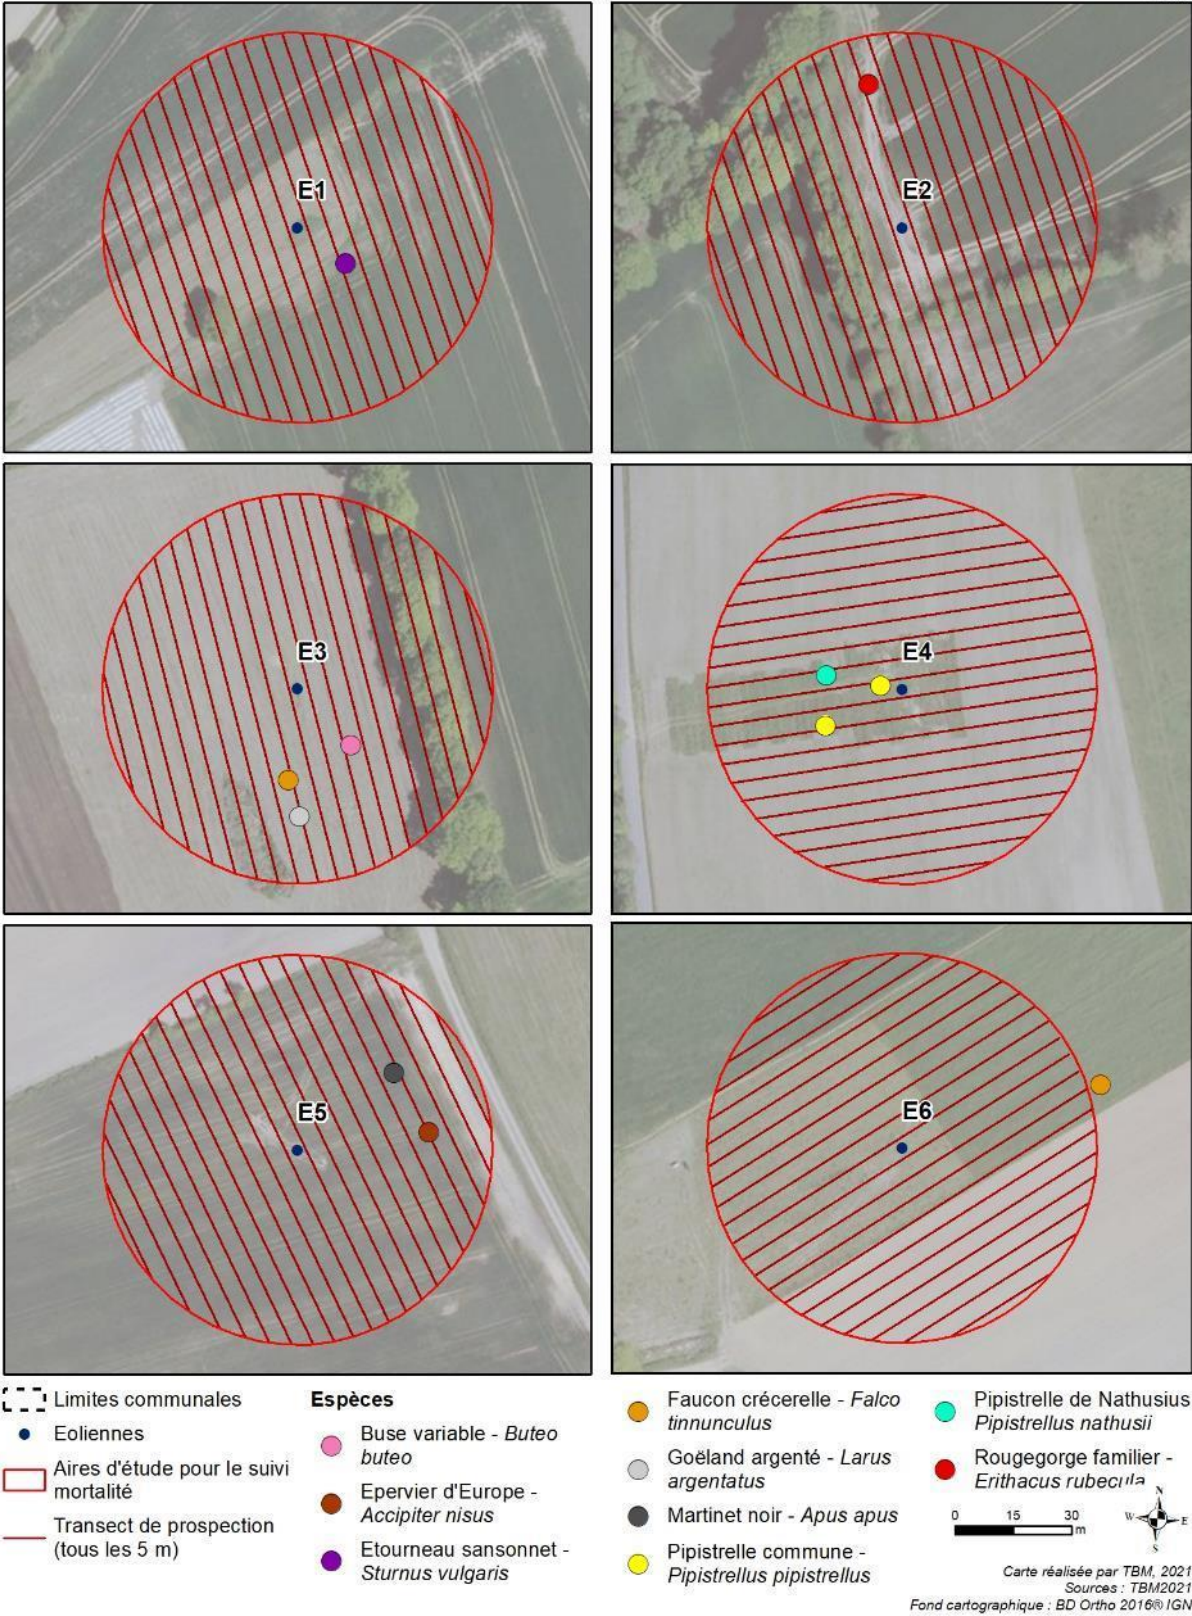 E1
E2
E3
E4
E5
E6
Limites communales
Eoliennes
Aires d'étude pour le suivi
mortalité
Transect de prospection
(tous les 5 m)
Espèces
Buse variable - Buteo
buteo
Epervier d'Europe -
Accipiter nisus
Etourneau sansonnet -
Sturnus vulgaris
Faucon crécerelle - Falco
tinnunculus
Goëland argenté - Larus
argentatus
Martinet noir - Apus apus
Pipistrelle commune -
Pipistrellus pipistrellus
Pipistrelle de Nathusius
Pipistrellus nathusii
Rougegorge familier -
Erithacus rubecula
0 15 30
m
N
W E
S
Carte réalisée par TBM, 2021
Sources : TBM2021
Fond cartographique : BD Ortho 2016® IGN